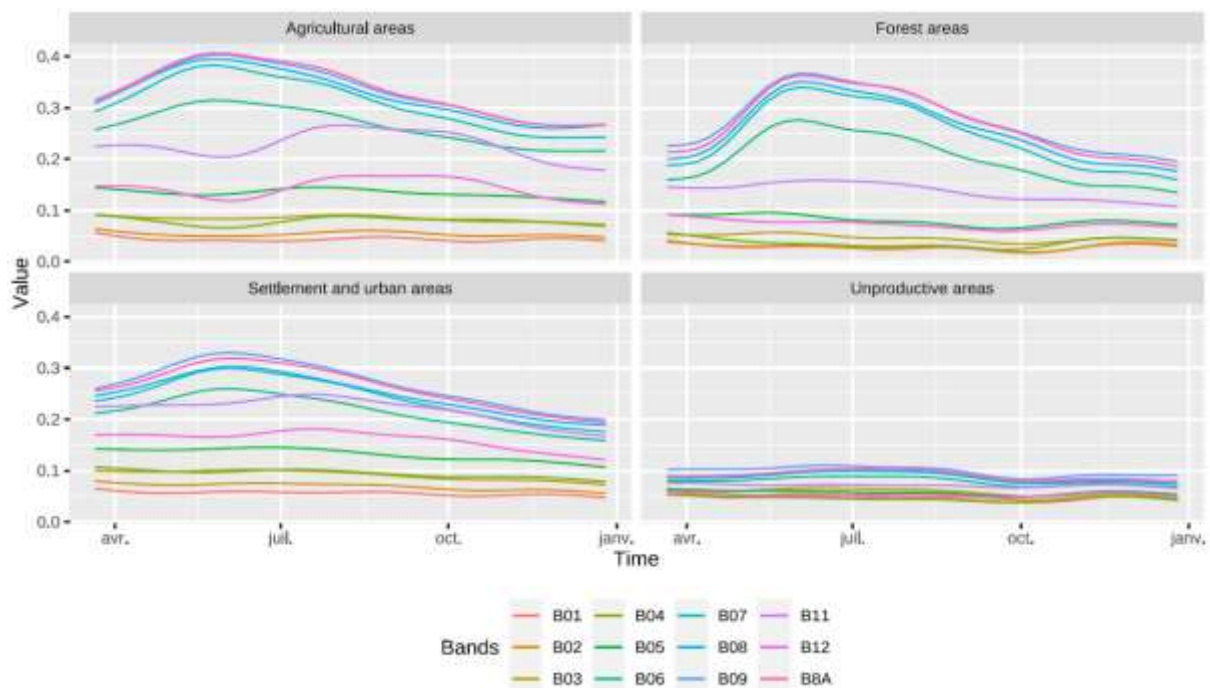 Agricultural areas
Forest areas
0.4
0.3
0.2
0.1
0.0
Value
Settlement and urban areas
Unproductive areas
0.4
0.3
0.2
0.1
0.0
avr.
juil.
oct.
janv.
avr.
juil.
oct.
janv.
Time
Bands
B01
B04
B07
B11
B02
B05
B08
B12
B03
B06
B09
B8A